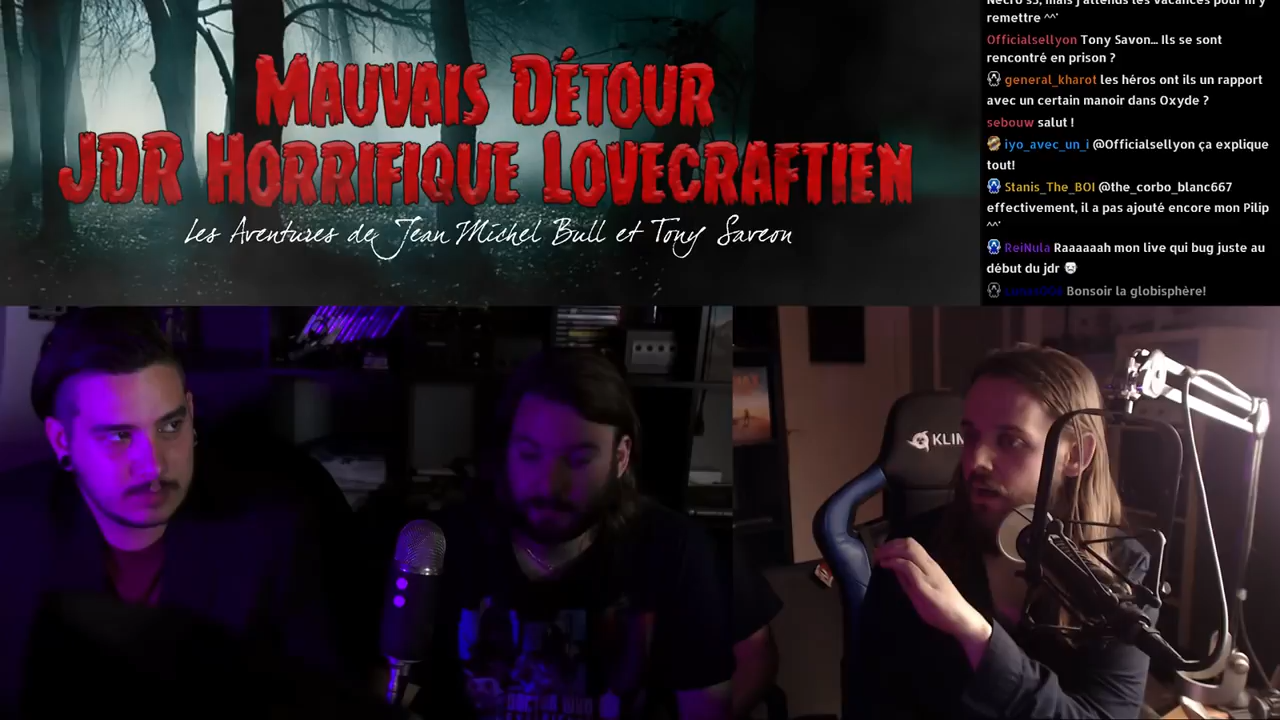 MAUVAIS DÉTOUR
JDR HORRIFIQUE LOVECRAFTIEN
Les Aventures de Jean Michel Bull et Tony Saveon
remettre ^^'
Officialsellyon Tony Savon... Ils se sont
rencontré en prison ?
general_kharot les héros ont ils un rapport
avec un certain manoir dans Oxyde ?
sebouw salut !
iyo_avec_un_i @Officialsellyon ça explique
tout!
Stanis_The_BOI @the_corbo_blanc667
effectivement, il a pas ajouté encore mon Pilip
^^'
ReiNula Raaaaaah mon live qui bug juste au
début du jdr
Bonsoir la globisphère!
KLIM
DOCTOR WHO